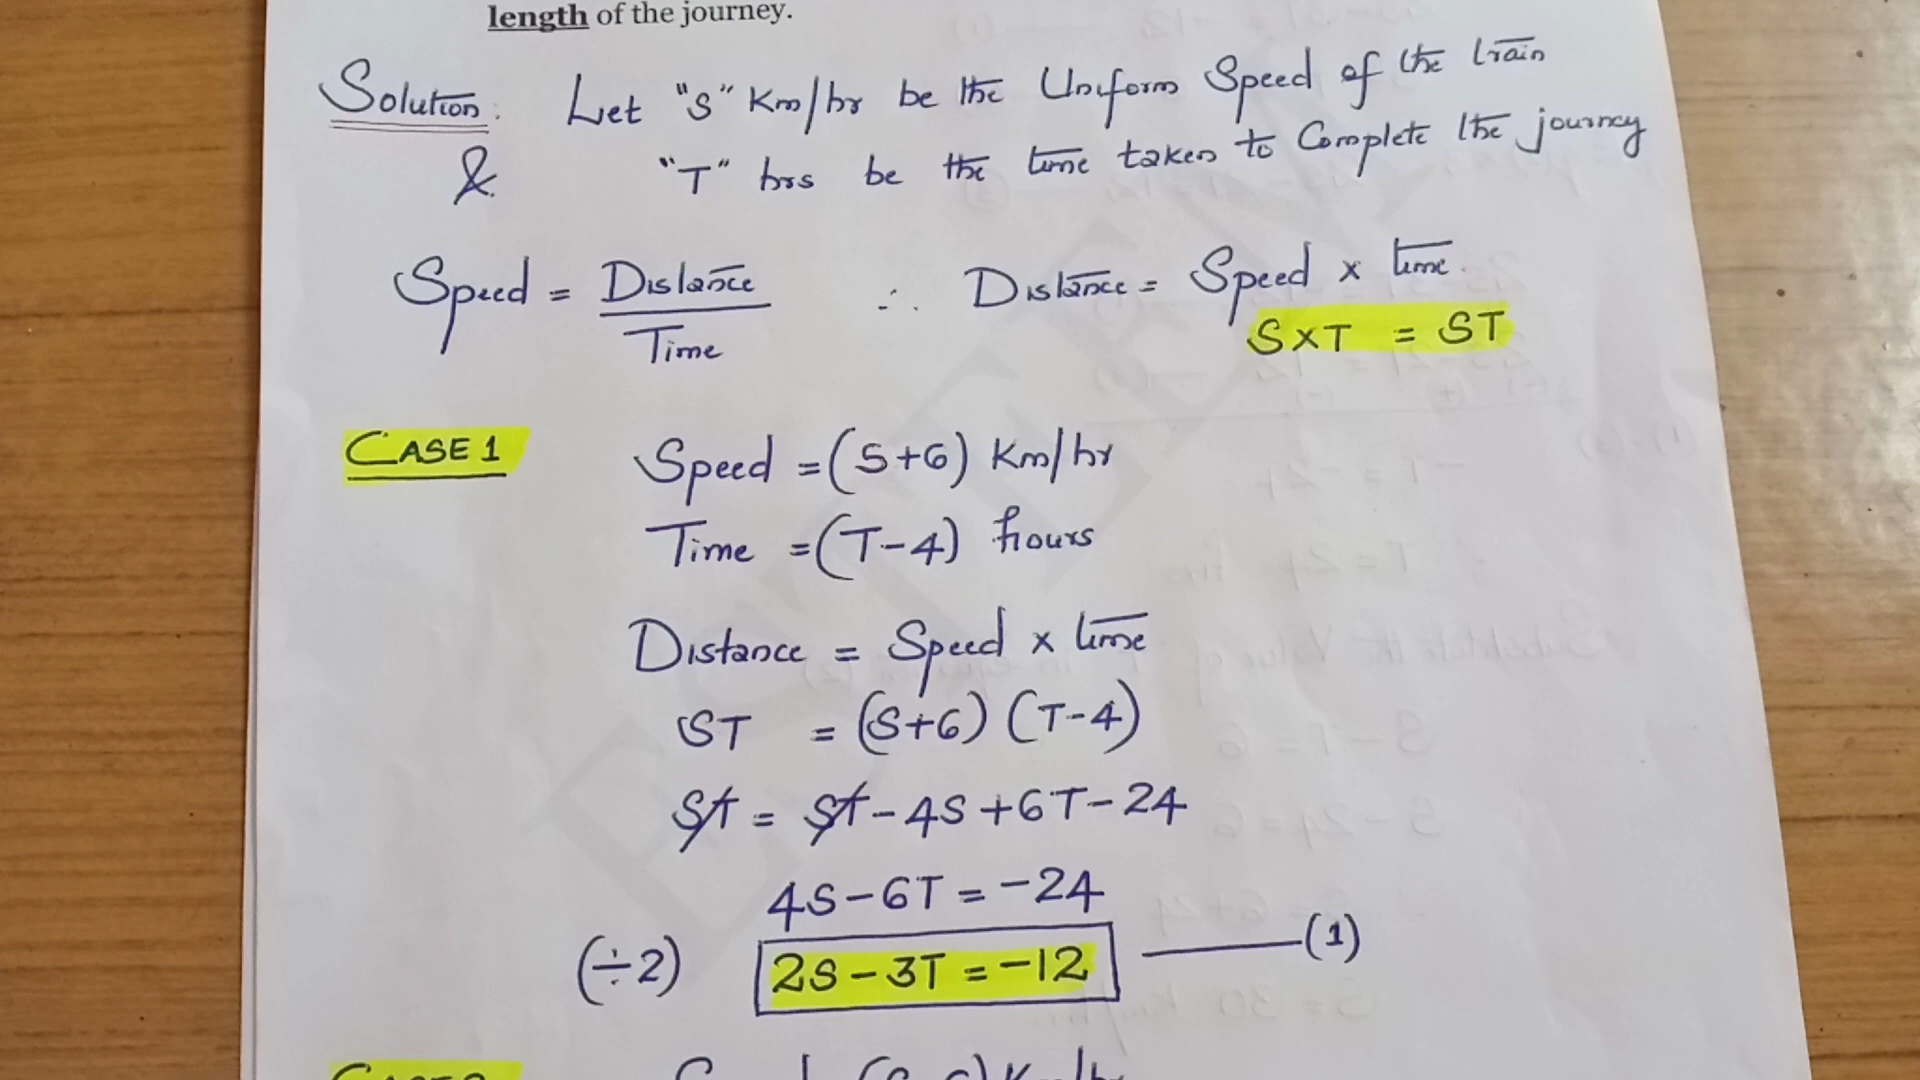 length of the journey.
Solution: Let "S" Km/hr be the Uniform Speed of the train
& "T" hrs be the time taken to Complete the journey
Speed = Distance / Time ∴ Distance = Speed x time.
SxT = ST
CASE 1 Speed = (S+6) Km/hr
Time = (T-4) hours
Distance = Speed x time
ST = (S+6) (T-4)
ST = ST - 4S + 6T - 24
4S - 6T = -24
(÷2) 2S - 3T = -12 (1)